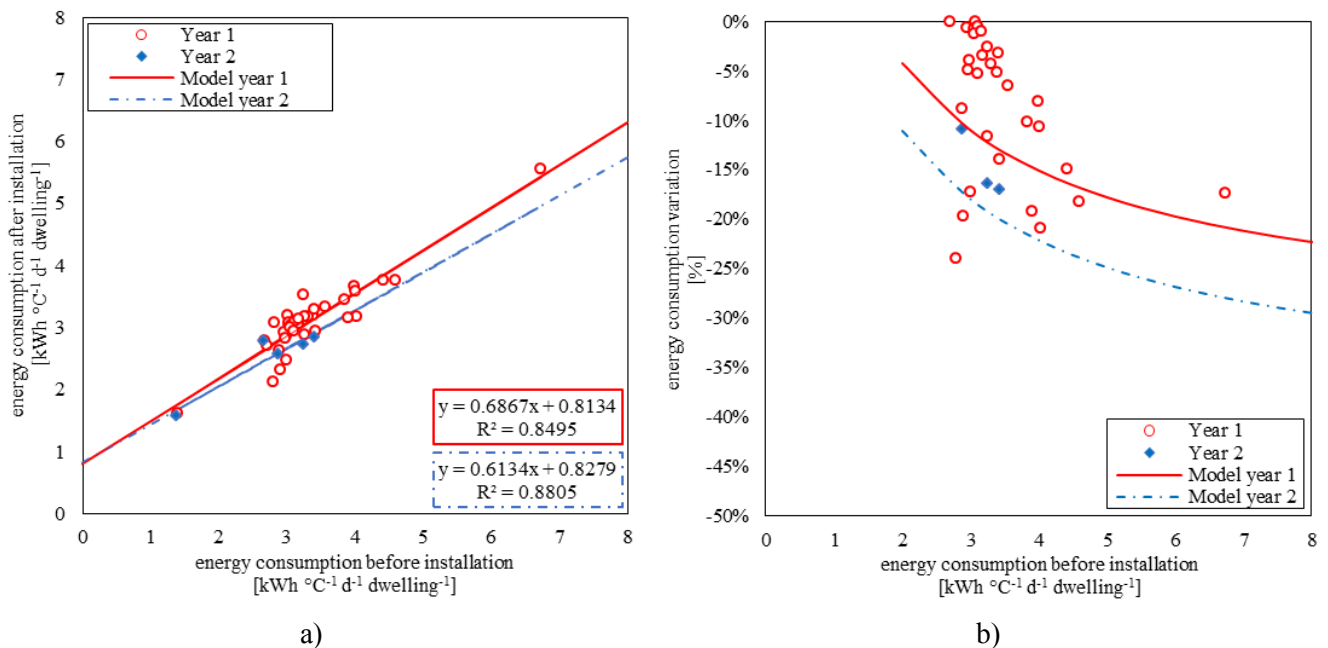 8
7
6
5
4
3
2
1
0
energy consumption after installation
[kWh °C-1 d-1 dwelling-1]
Year 1
Year 2
Model year 1
Model year 2
y = 0.6867x + 0.8134
R² = 0.8495
y = 0.6134x + 0.8279
R² = 0.8805
0 1 2 3 4 5 6 7 8
energy consumption before installation
[kWh °C-1 d-1 dwelling-1]
a)
0%
-5%
-10%
-15%
-20%
-25%
-30%
-35%
-40%
-45%
-50%
energy consumption variation
[%]
Year 1
Year 2
Model year 1
Model year 2
0 1 2 3 4 5 6 7 8
energy consumption before installation
[kWh °C-1 d-1 dwelling-1]
b)